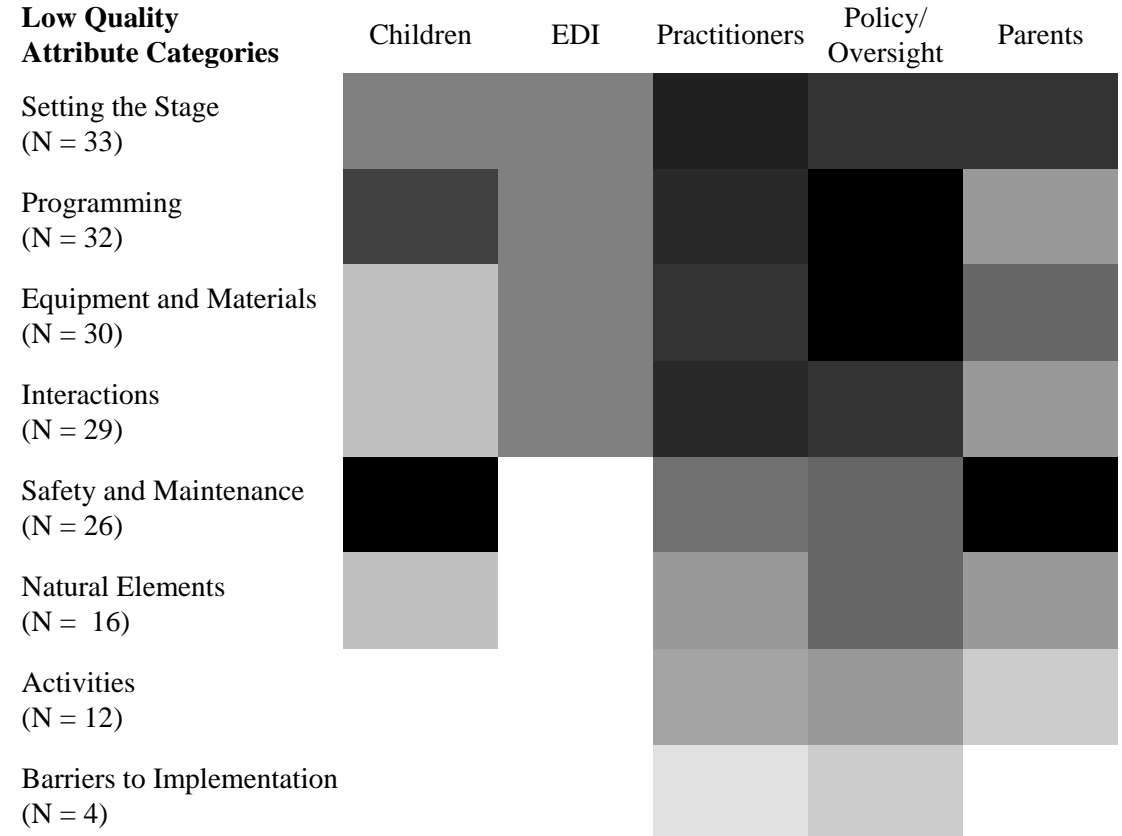 Low Quality
Attribute Categories
Children
EDI
Practitioners
Policy/
Oversight
Parents
Setting the Stage
(N = 33)
Programming
(N = 32)
Equipment and Materials
(N = 30)
Interactions
(N = 29)
Safety and Maintenance
(N = 26)
Natural Elements
(N =  16)
Activities
(N = 12)
Barriers to Implementation
(N = 4)